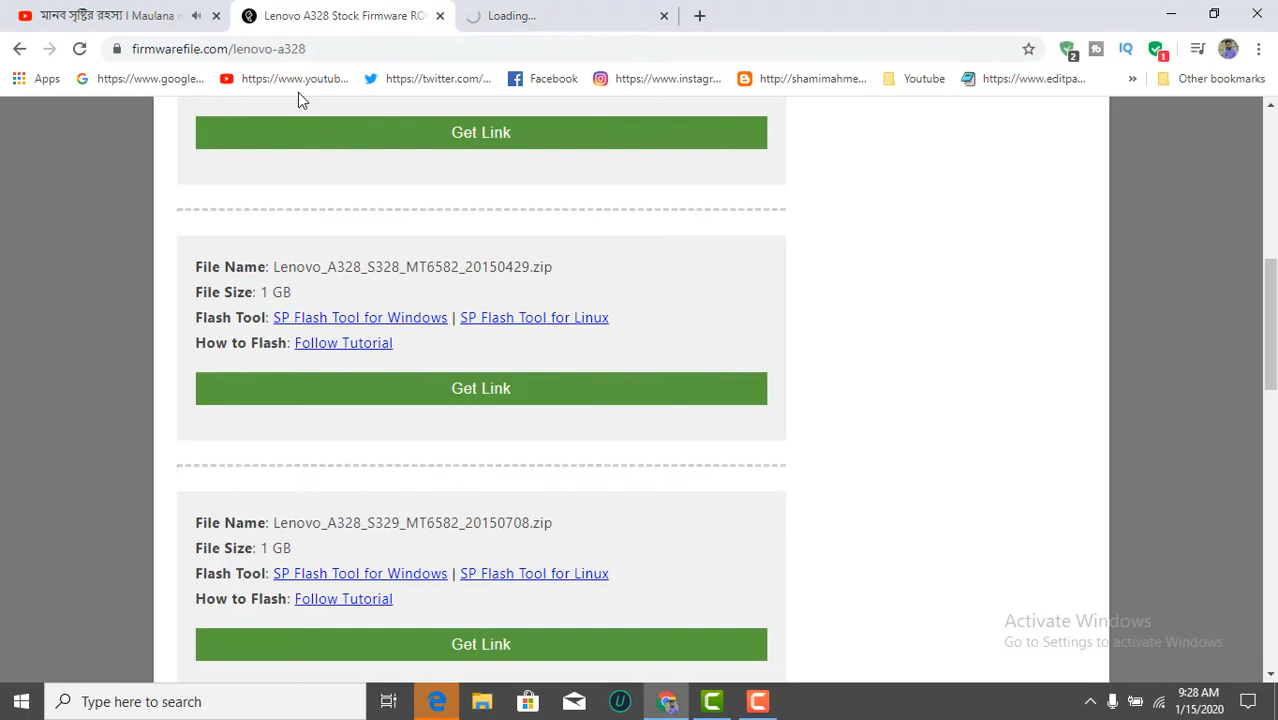 মানব সৃষ্টির রহস্য l Maulana
Lenovo A328 Stock Firmware RO
Loading...
firmwarefile.com/lenovo-a328
2
1
Apps
https://www.google...
https://www.youtub...
https://twitter.com/...
Facebook
https://www.instagr...
http://shamimahme...
Youtube
https://www.editpa...
»
Other bookmarks
Get Link
File Name: Lenovo_A328_S328_MT6582_20150429.zip
File Size: 1 GB
Flash Tool: SP Flash Tool for Windows | SP Flash Tool for Linux
How to Flash: Follow Tutorial
Get Link
File Name: Lenovo_A328_S329_MT6582_20150708.zip
File Size: 1 GB
Flash Tool: SP Flash Tool for Windows | SP Flash Tool for Linux
How to Flash: Follow Tutorial
Get Link
Activate Windows
Go to Settings to activate Windows.
Type here to search
9:28 AM
1/15/2020